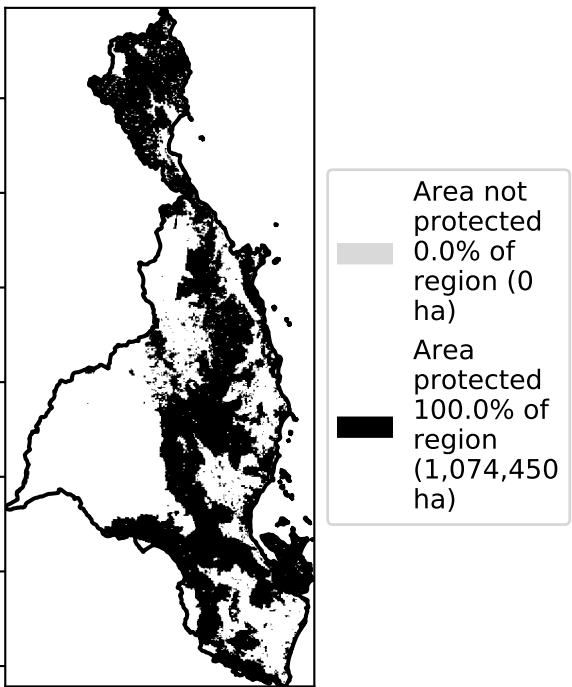 Area not
protected
0.0% of
region (0
ha)
Area
protected
100.0% of
region
(1,074,450
ha)